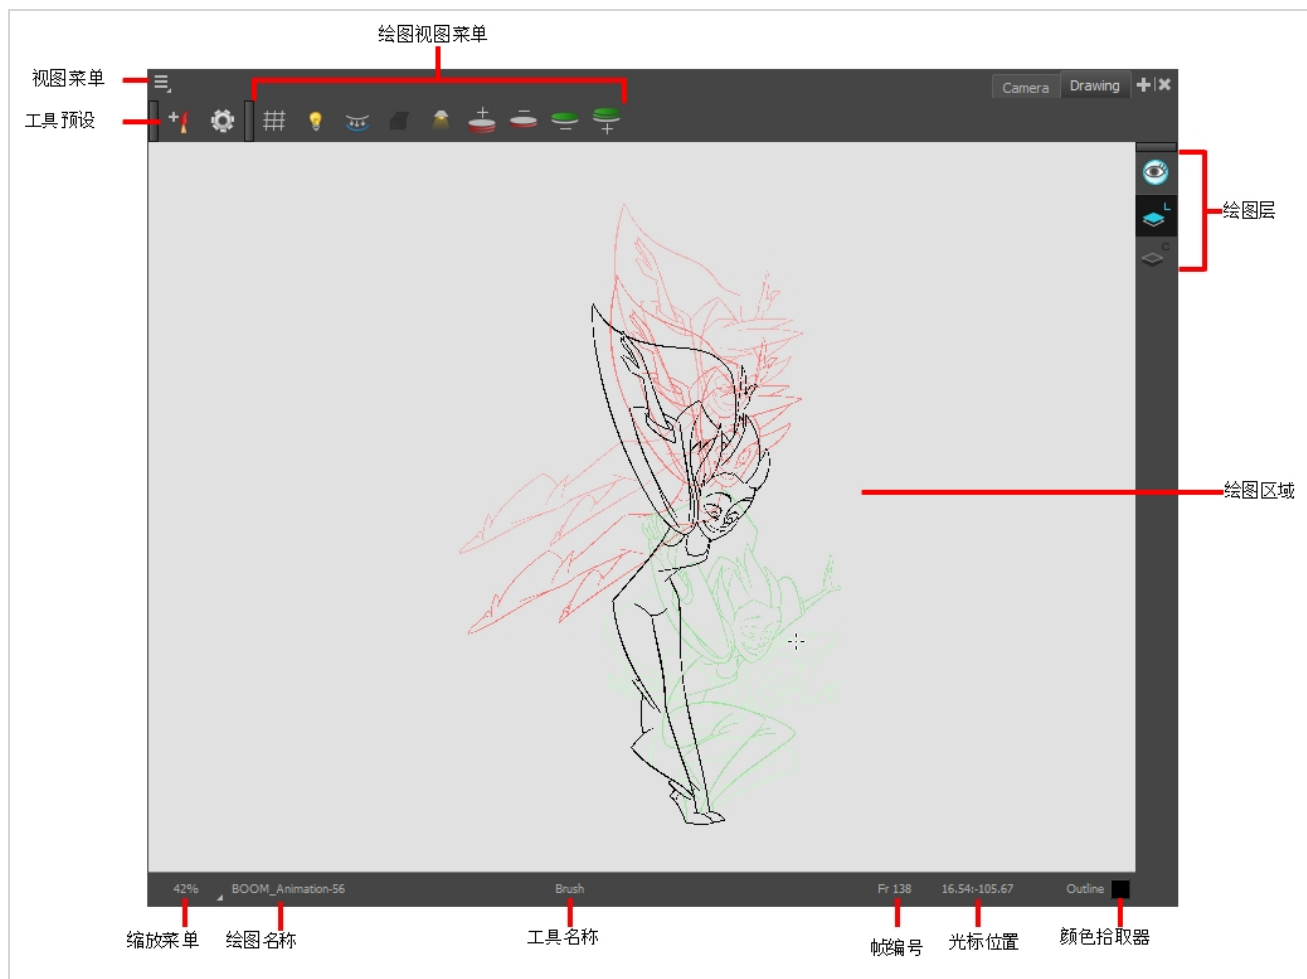 绘图视图菜单
视图菜单
Camera
Drawing
工具预设
L
绘图层
C
绘图区域
42%
BOOM_Animation-56
Brush
Fr 138
16.54:-105.67
Outline
缩放菜单
绘图名称
工具名称
帧编号
光标位置
颜色拾取器